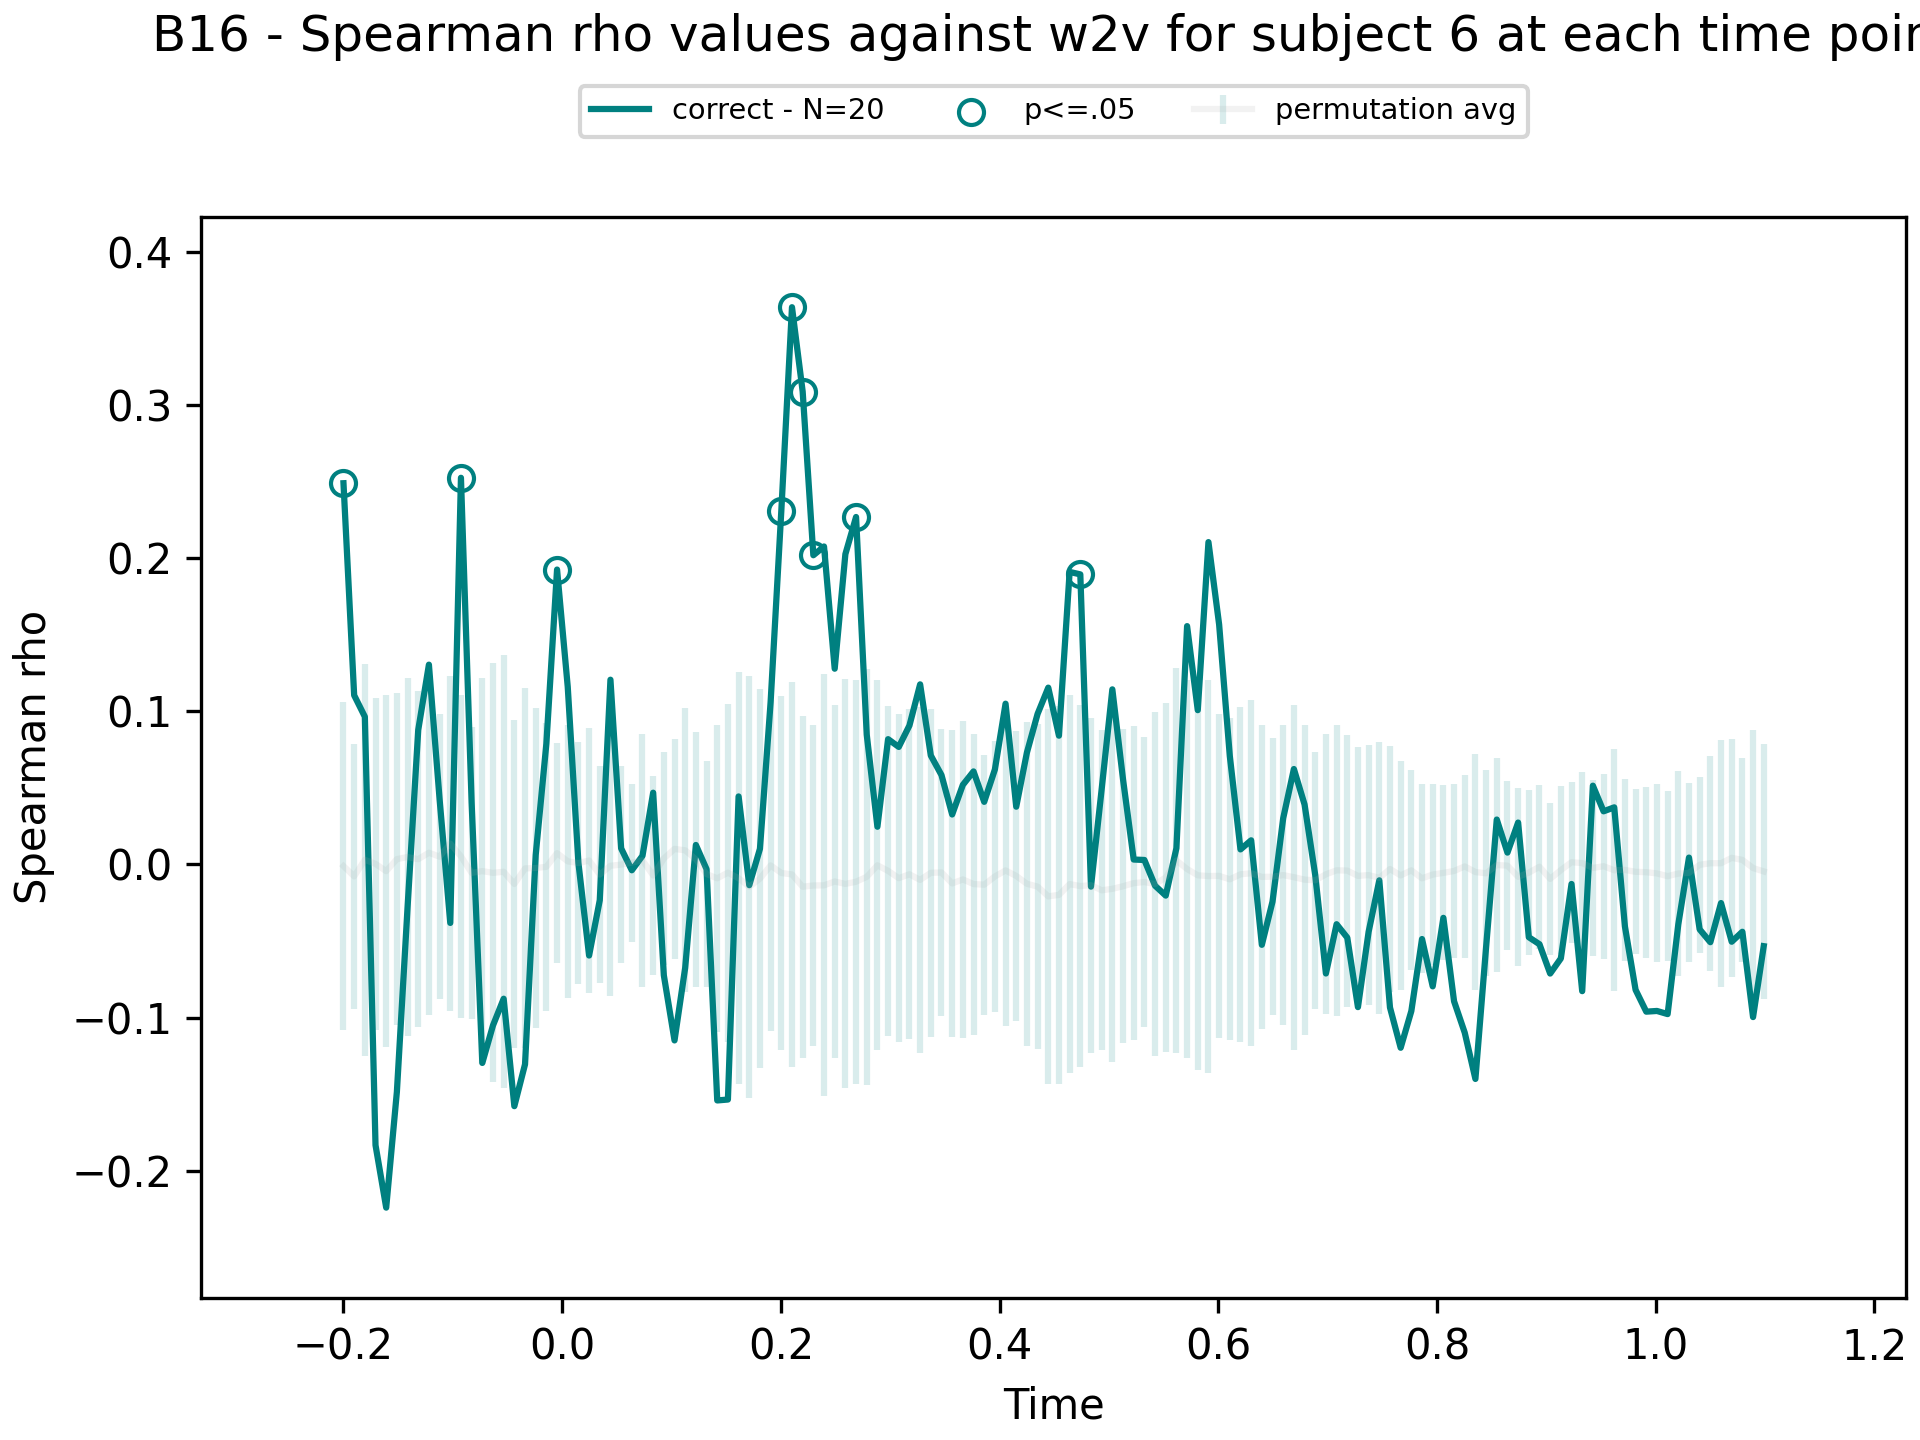 B16 - Spearman rho values against w2v for subject 6 at each time poin
correct - N=20 p<=.05 permutation avg
0.4
0.3
0.2
0.1
0.0
−0.1
−0.2
Spearman rho
−0.2 0.0 0.2 0.4 0.6 0.8 1.0 1.2
Time